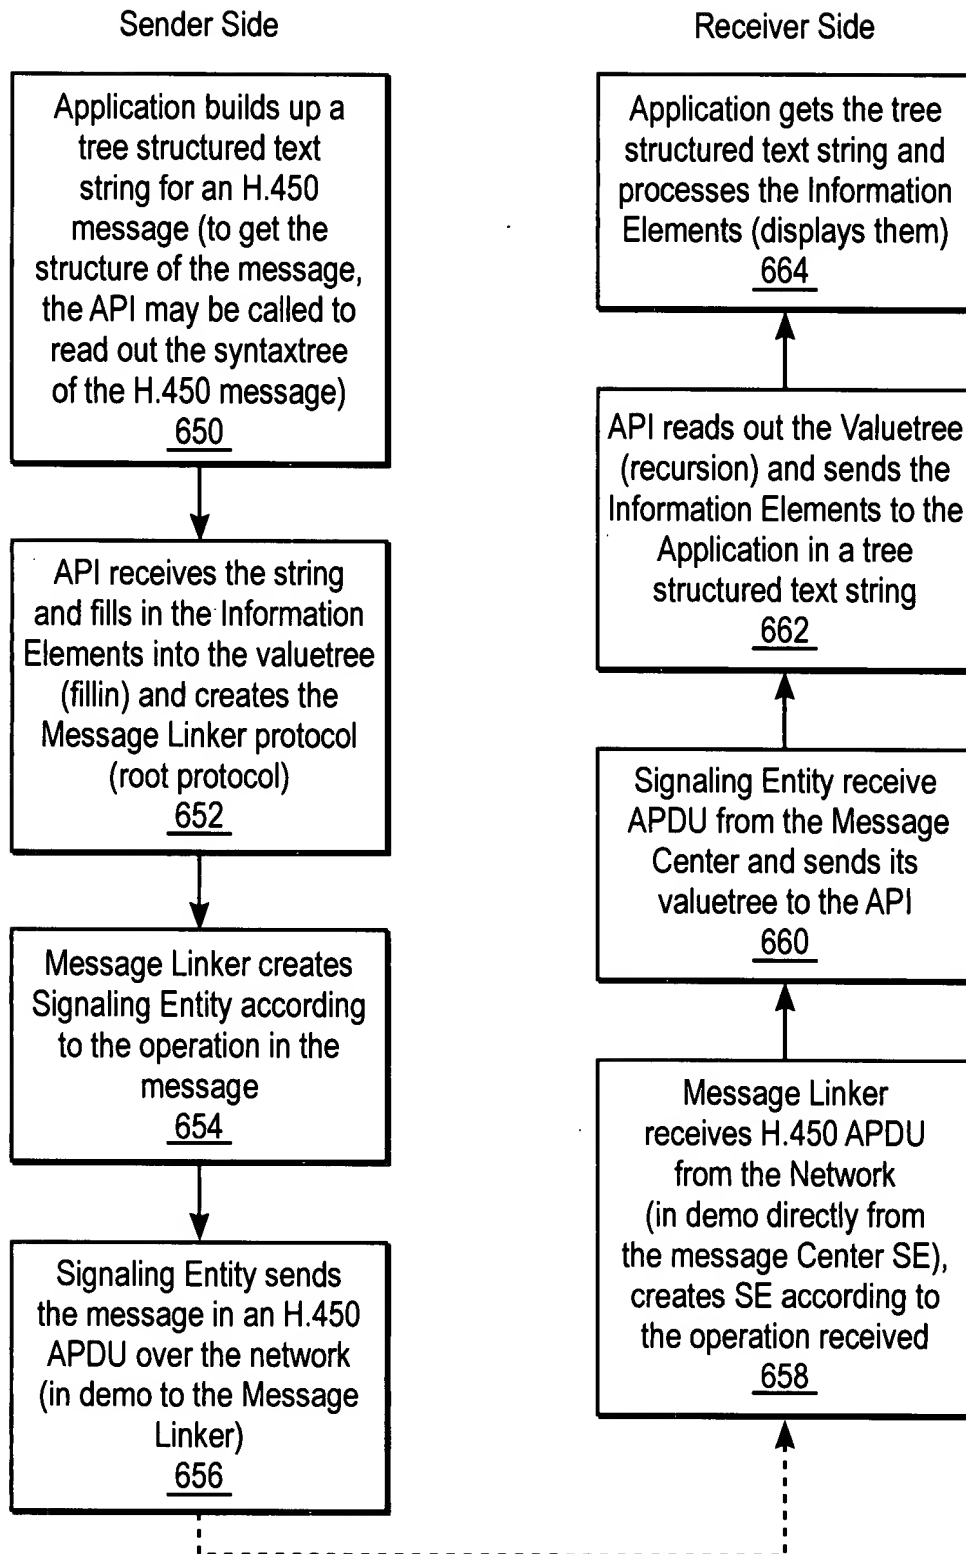 Sender Side
Application builds up a
tree structured text
string for an H.450
message (to get the
structure of the message,
the API may be called to
read out the syntaxtree
of the H.450 message)
650
API receives the string
and fills in the Information
Elements into the valuetree
(fillin) and creates the
Message Linker protocol
(root protocol)
652
Message Linker creates
Signaling Entity according
to the operation in the
message
654
Signaling Entity sends
the message in an H.450
APDU over the network
(in demo to the Message
Linker)
656
Receiver Side
Application gets the tree
structured text string and
processes the Information
Elements (displays them)
664
API reads out the Valuetree
(recursion) and sends the
Information Elements to the
Application in a tree
structured text string
662
Signaling Entity receive
APDU from the Message
Center and sends its
valuetree to the API
660
Message Linker
receives H.450 APDU
from the Network
(in demo directly from
the message Center SE),
creates SE according to
the operation received
658